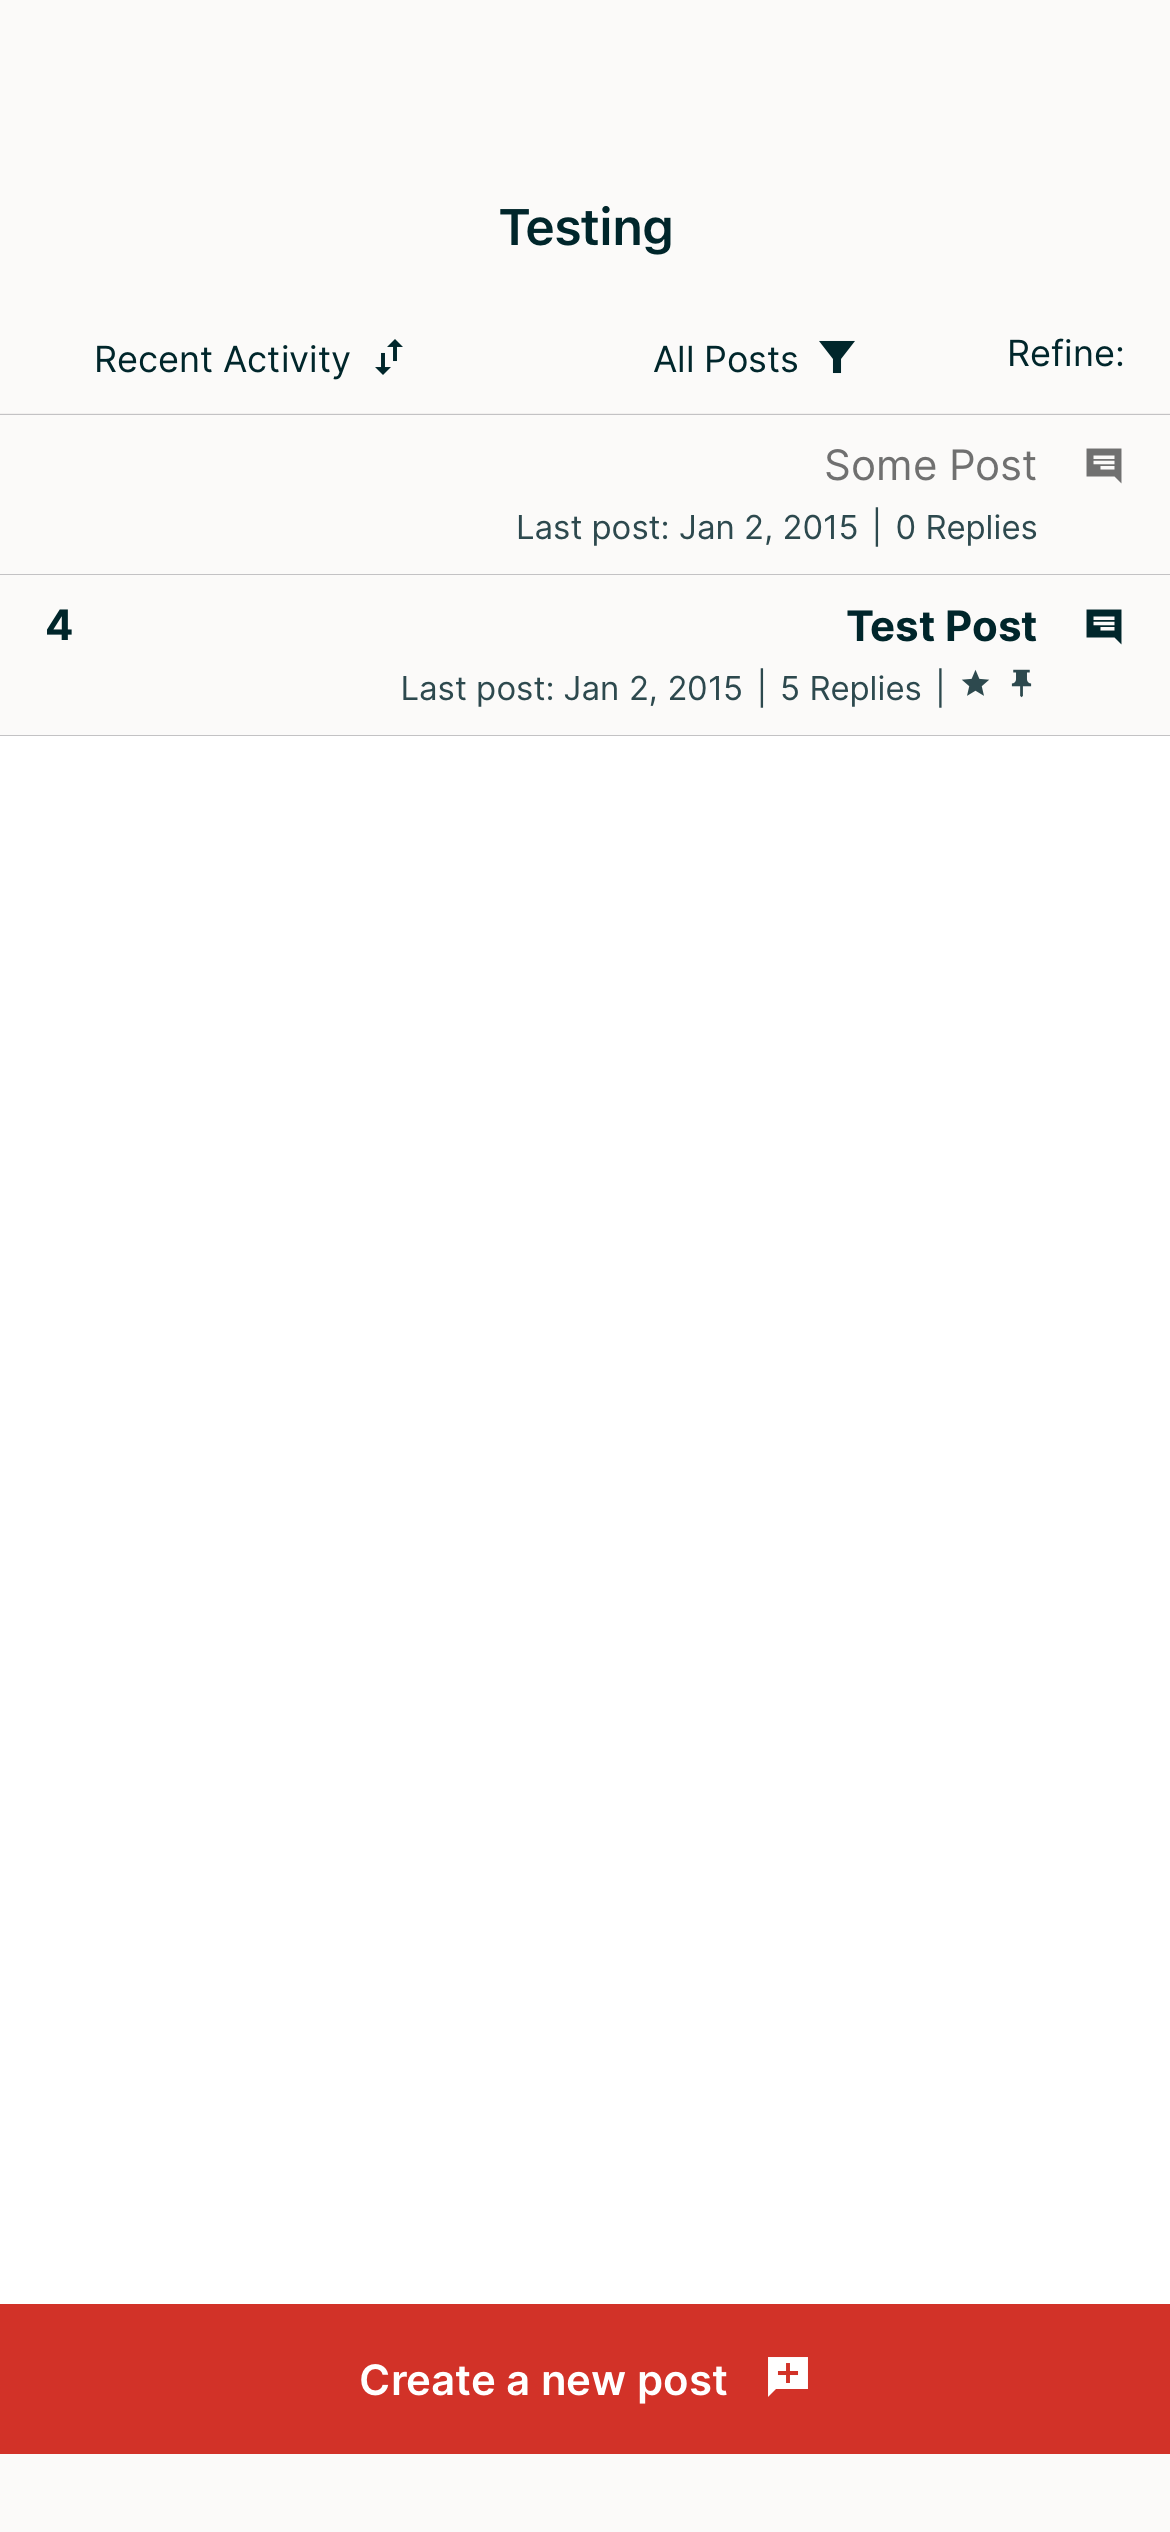 Testing
Refine: All Posts Recent Activity
Some Post
Last post: Jan 2, 2015 | 0 Replies
Test Post 4
Last post: Jan 2, 2015 | 5 Replies |
Create a new post